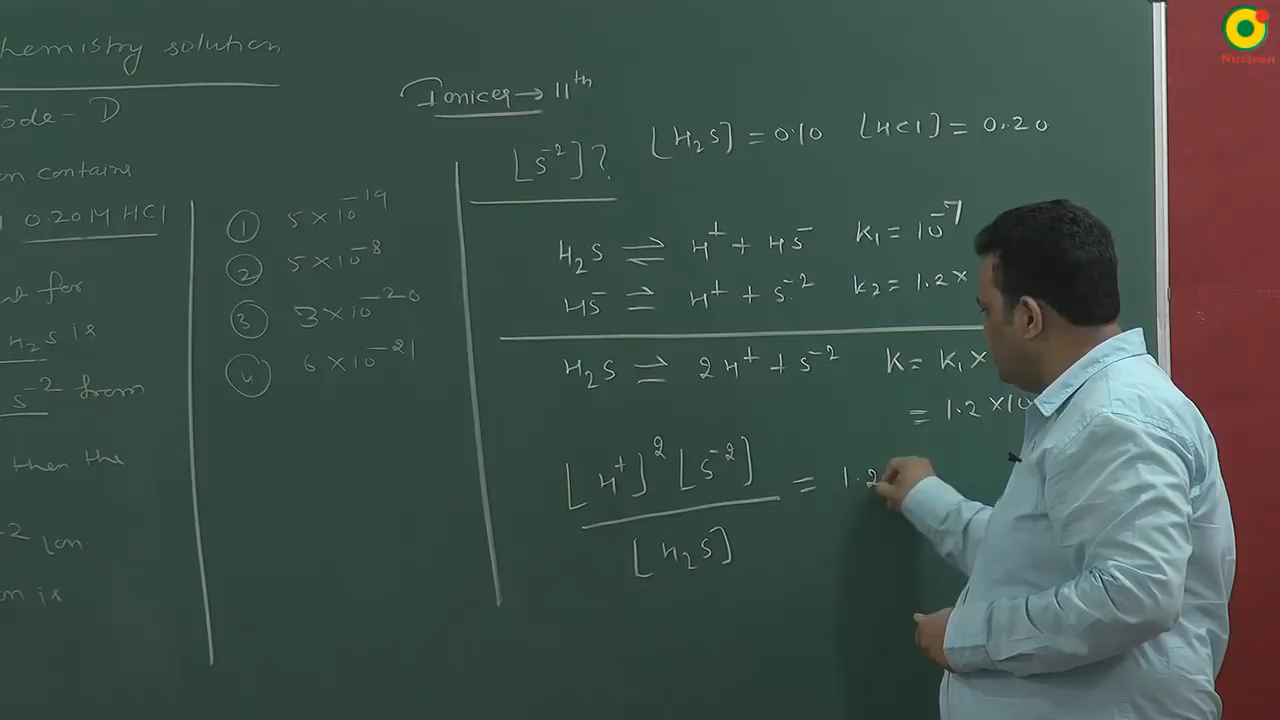 hemistry solution
ode - D
on contains
0.20 M HCl
for
H2S is
S^-2 from
then the
-2 ion
is
① 5 × 10^-19
② 5 × 10^-8
③ 3 × 10^-20
④ 6 × 10^-21
Ioniceq → 11th
[S^-2]? [H2S] = 0.10 [HCl] = 0.20
H2S ⇌ H^+ + HS^- K1 = 10^-7
HS^- ⇌ H^+ + S^-2 K2 = 1.2 ×
H2S ⇌ 2H^+ + S^-2 K = K1 ×
= 1.2 × 10
[H^+]^2 [S^-2] = 1.2
[H2S]
Nucleon